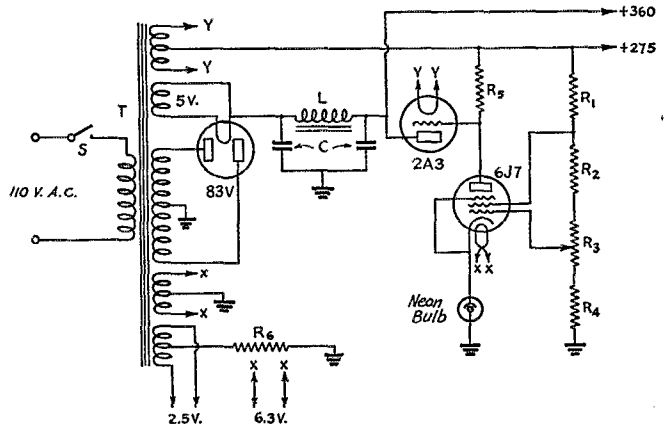 +360
Y
+275
Y
Y Y
5V.
T
L
R5
R1
S
C
2A3
6J7
R2
83V
110 V. A.C.
R3
X
X X
Neon
Bulb
R4
X
R6
X X
2.5V.
6.3V.